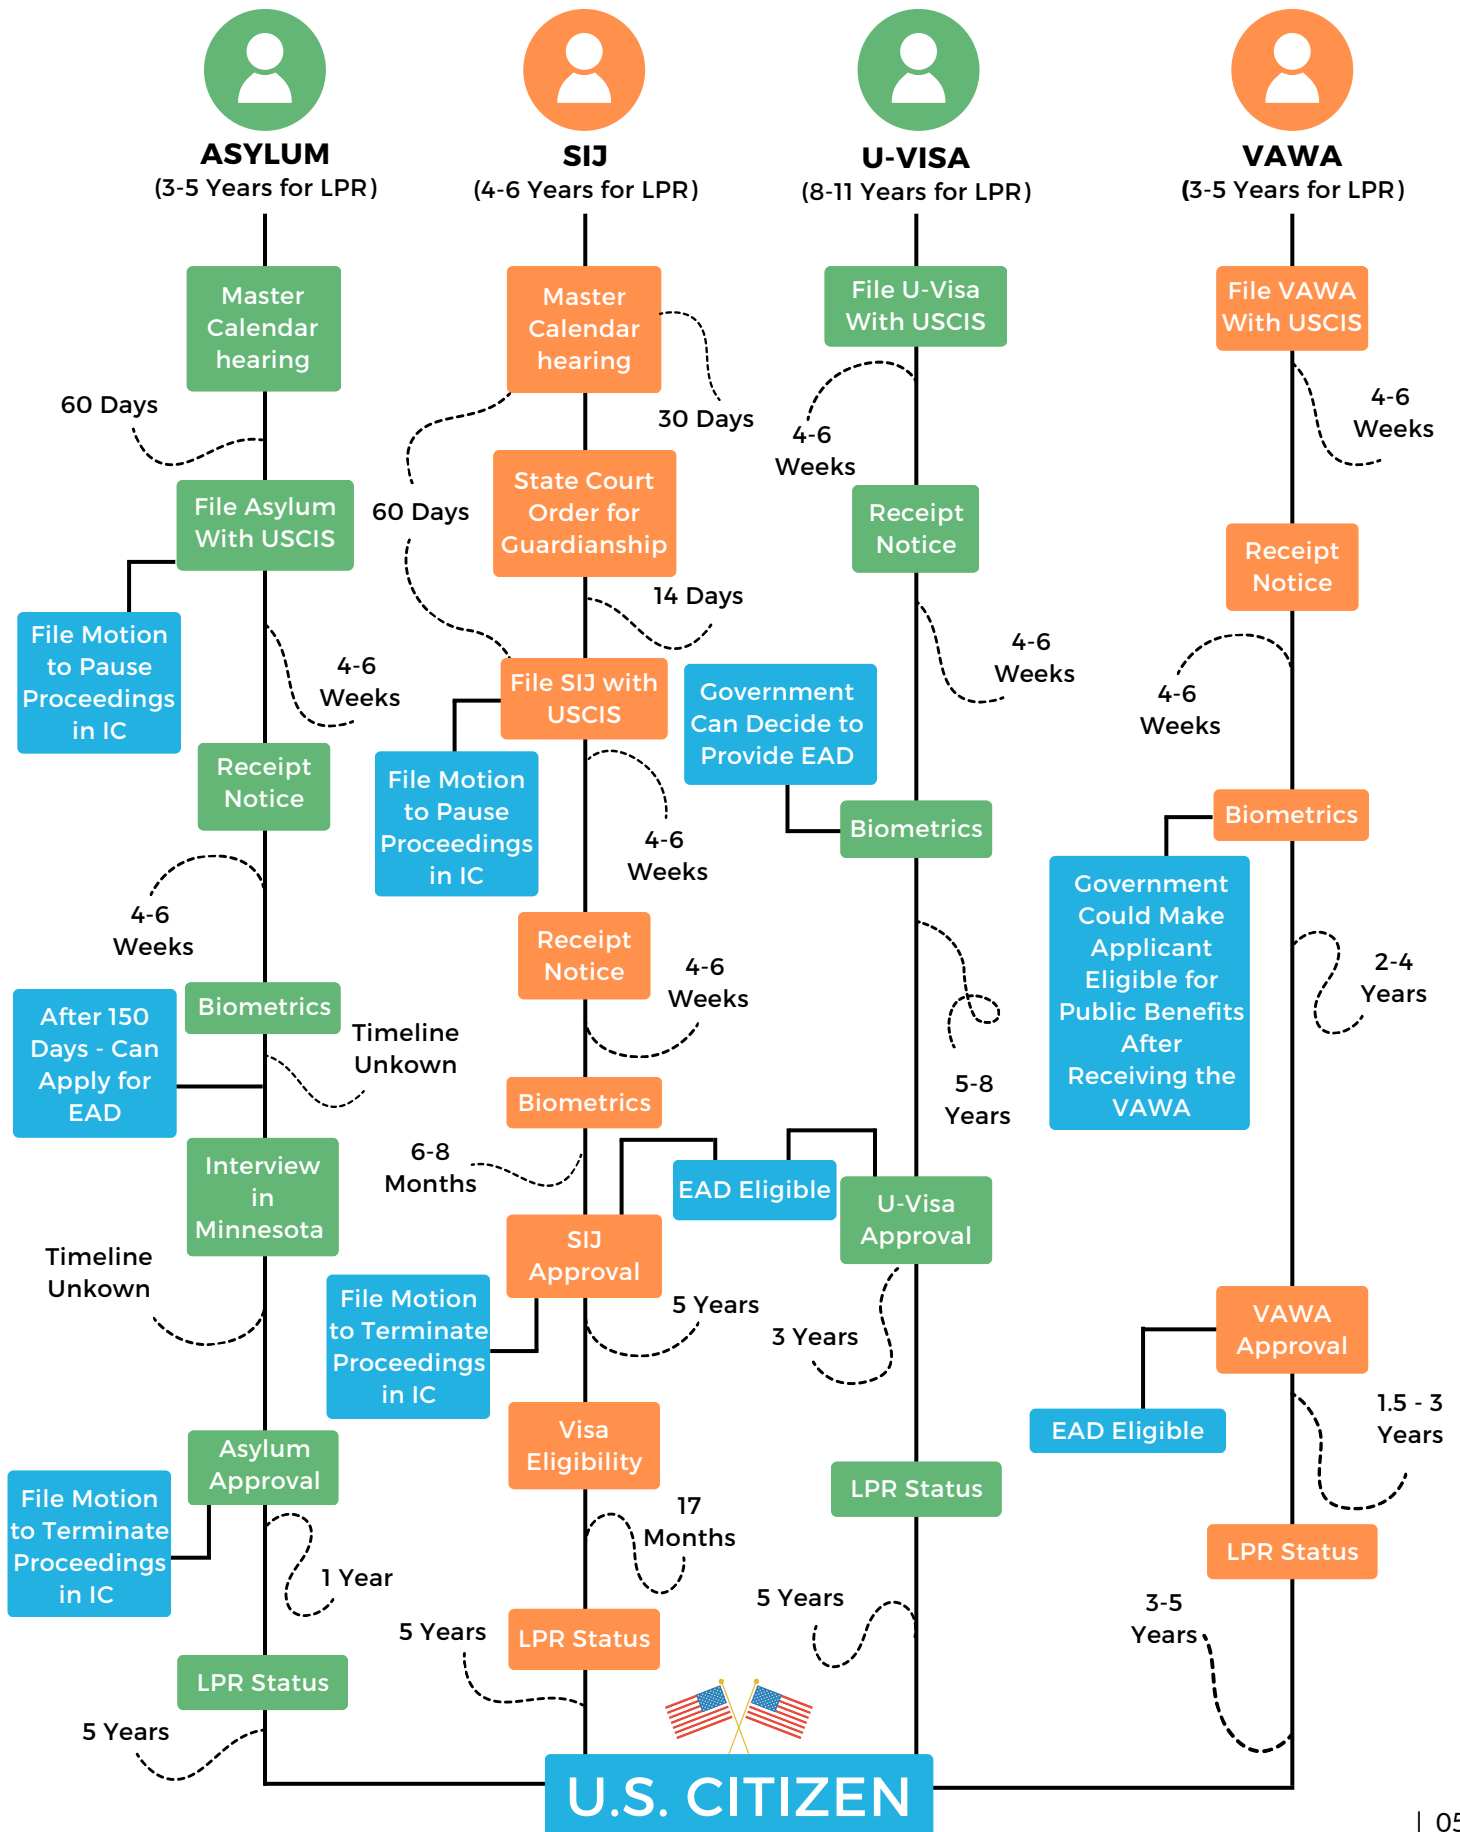 ASYLUM
(3-5 Years for LPR)
Master
Calendar
hearing
60 Days
File Asylum
With USCIS
File Motion
to Pause
Proceedings
in IC
4-6
Weeks
Receipt
Notice
4-6
Weeks
Biometrics
After 150
Days - Can
Apply for
EAD
Timeline
Unkown
Interview
in
Minnesota
Timeline
Unkown
Asylum
Approval
File Motion
to Terminate
Proceedings
in IC
1 Year
LPR Status
5 Years
SIJ
(4-6 Years for LPR)
Master
Calendar
hearing
30 Days
60 Days
State Court
Order for
Guardianship
14 Days
File SIJ with
USCIS
File Motion
to Pause
Proceedings
in IC
4-6
Weeks
Receipt
Notice
4-6
Weeks
Biometrics
6-8
Months
EAD Eligible
SIJ
Approval
File Motion
to Terminate
Proceedings
in IC
5 Years
Visa
Eligibility
17
Months
LPR Status
5 Years
U-VISA
(8-11 Years for LPR)
File U-Visa
With USCIS
4-6
Weeks
Receipt
Notice
4-6
Weeks
Government
Can Decide to
Provide EAD
Biometrics
5-8
Years
U-Visa
Approval
3 Years
LPR Status
5 Years
VAWA
(3-5 Years for LPR)
File VAWA
With USCIS
4-6
Weeks
Receipt
Notice
4-6
Weeks
Biometrics
Government
Could Make
Applicant
Eligible for
Public Benefits
After
Receiving the
VAWA
2-4
Years
VAWA
Approval
EAD Eligible
1.5 - 3
Years
LPR Status
3-5
Years
U.S. CITIZEN
| 05